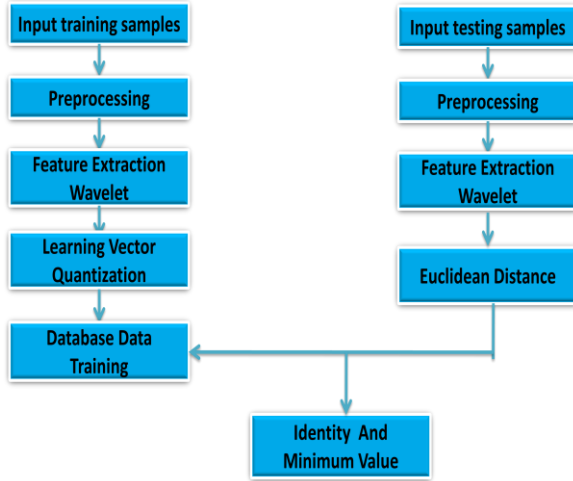 Input training samples
Preprocessing
Feature Extraction
Wavelet
Learning Vector
Quantization
Database Data
Training
Input testing samples
Preprocessing
Feature Extraction
Wavelet
Euclidean Distance
Identity And
Minimum Value